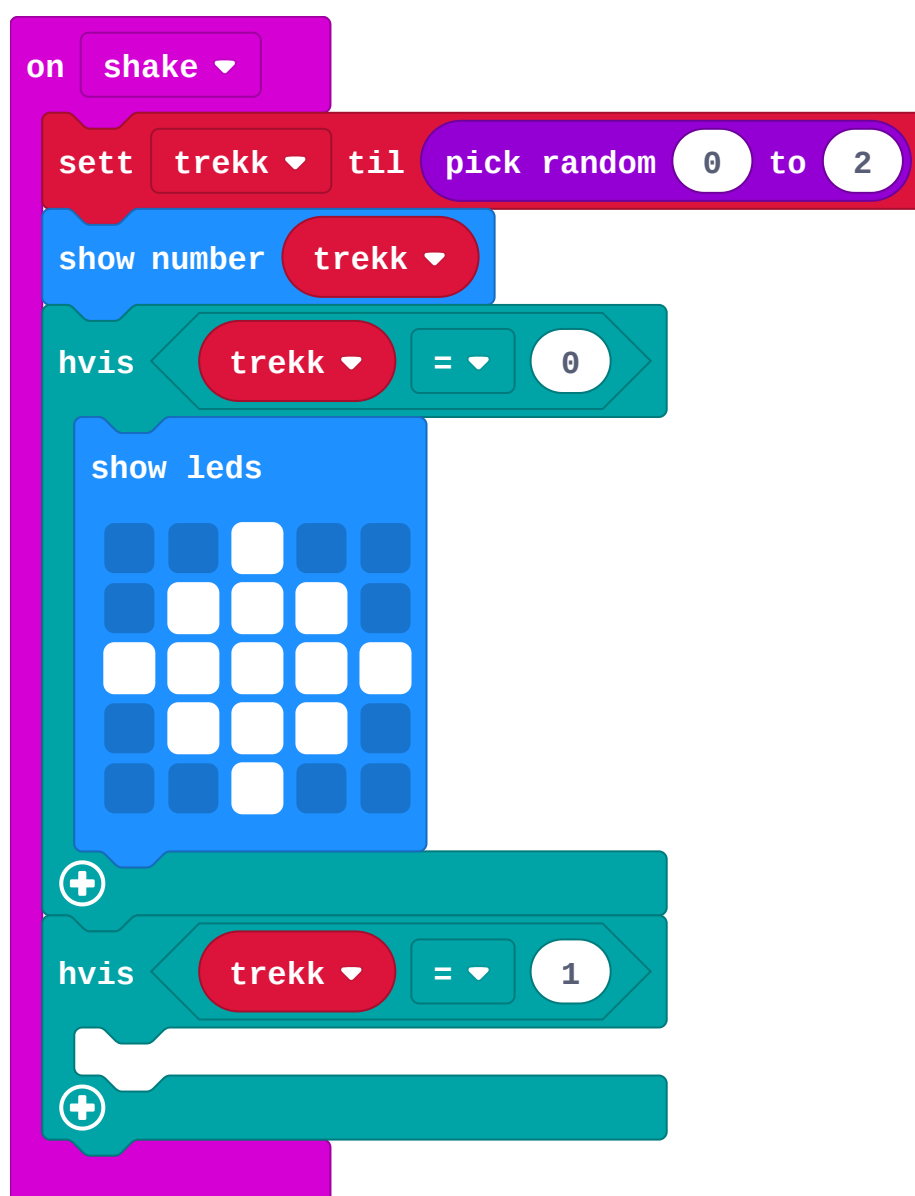 on shake
sett trekk til pick random 0 to 2
show number trekk
hvis trekk = 0
show leds
hvis trekk = 1